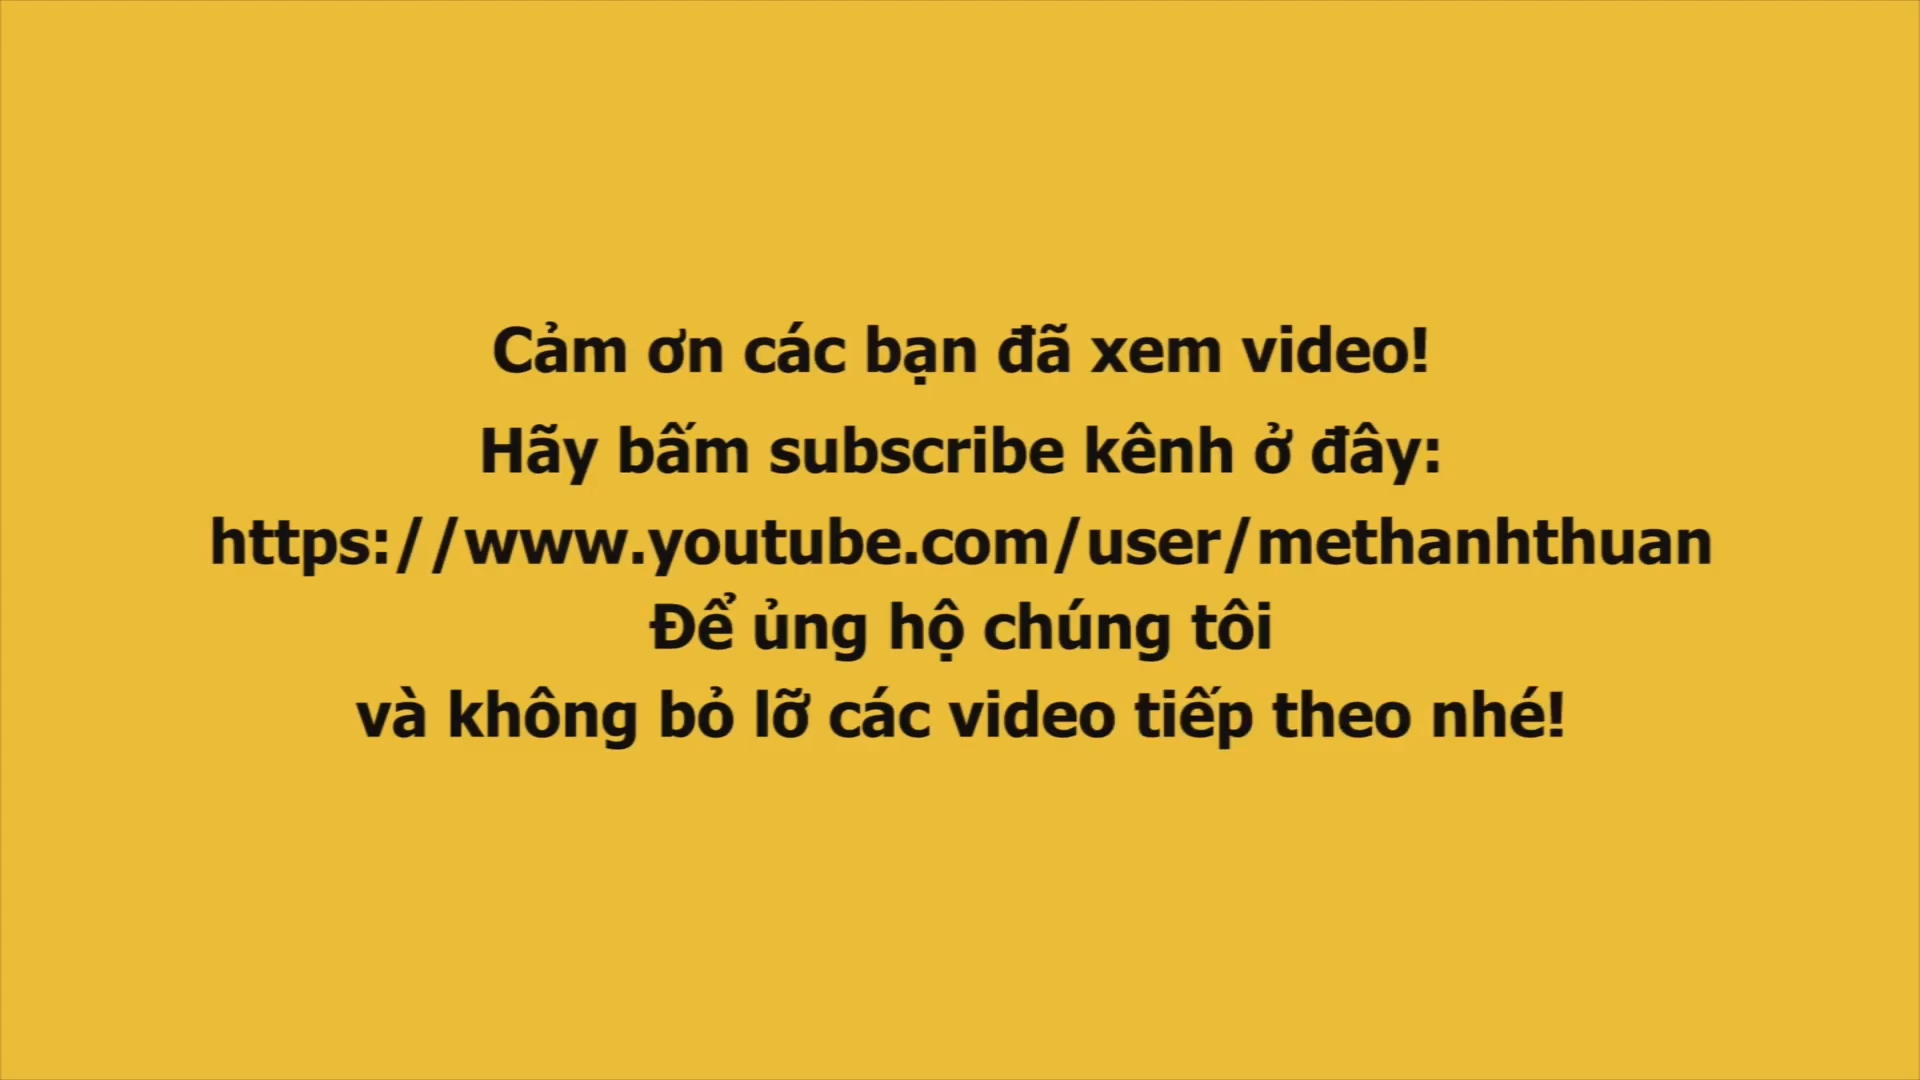 Cảm ơn các bạn đã xem video!
Hãy bấm subscribe kênh ở đây:
https://www.youtube.com/user/methanhthuan
Để ủng hộ chúng tôi
và không bỏ lỡ các video tiếp theo nhé!